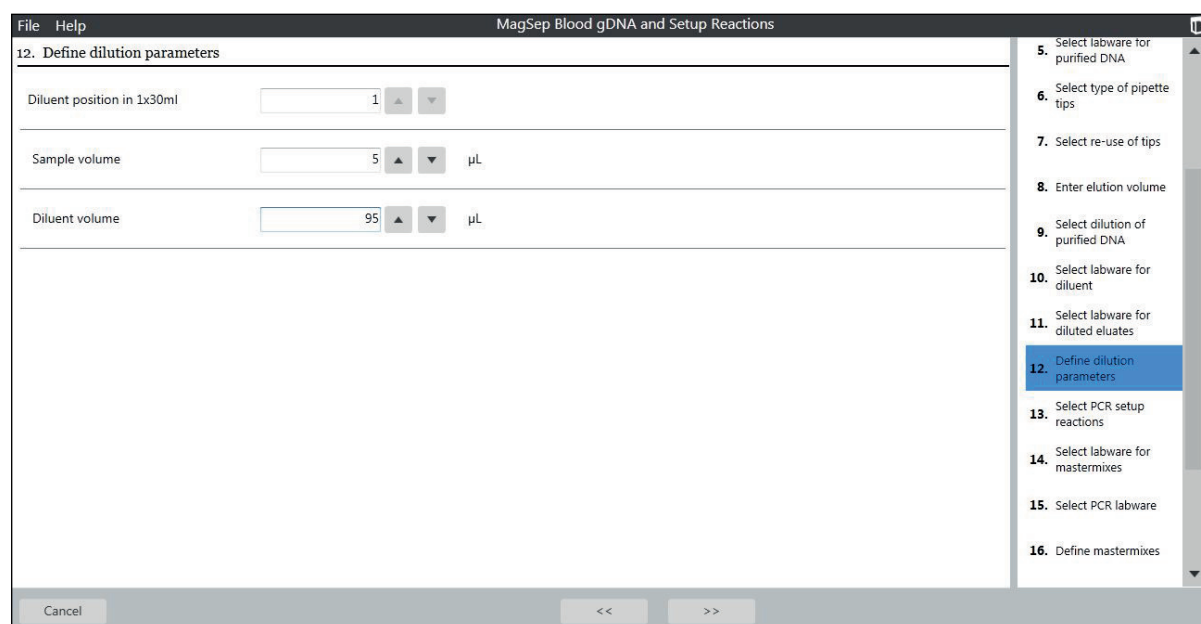 File Help MagSep Blood gDNA and Setup Reactions
12. Define dilution parameters
Diluent position in 1x30ml 1
Sample volume 5 µL
Diluent volume 95 µL
5. Select labware for
purified DNA
6. Select type of pipette
tips
7. Select re-use of tips
8. Enter elution volume
9. Select dilution of
purified DNA
10. Select labware for
diluent
11. Select labware for
diluted eluates
12. Define dilution
parameters
13. Select PCR setup
reactions
14. Select labware for
mastermixes
15. Select PCR labware
16. Define mastermixes
Cancel << >>